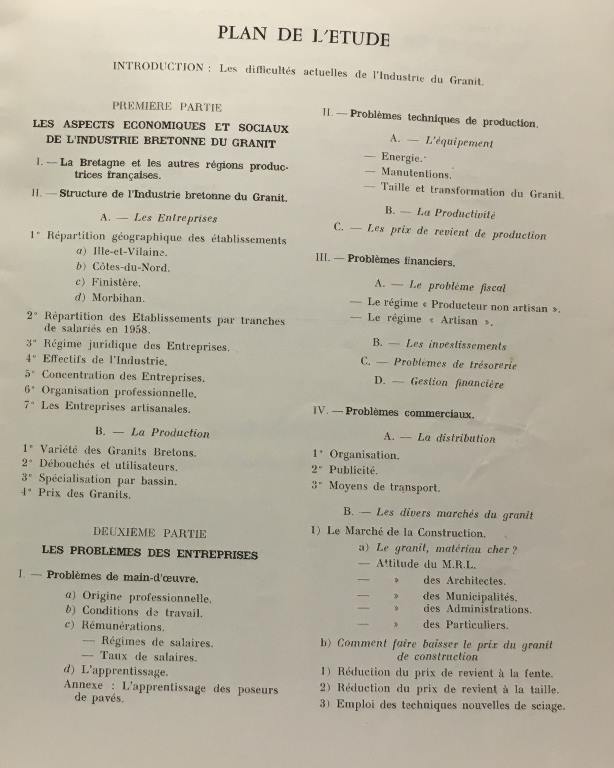 PLAN DE L'ETUDE
INTRODUCTION : Les difficultés actuelles de l'Industrie du Granit.
PREMIÈRE PARTIE
LES ASPECTS ECONOMIQUES ET SOCIAUX
DE L'INDUSTRIE BRETONNE DU GRANIT
I. — La Bretagne et les autres régions produc-
trices françaises.
II. — Structure de l'Industrie bretonne du Granit.
A. — Les Entreprises
1° Répartition géographique des établissements
a) Ille-et-Vilaine.
b) Côtes-du-Nord.
c) Finistère.
d) Morbihan.
2° Répartition des Etablissements par tranches
de salariés en 1958.
3° Régime juridique des Entreprises.
4° Effectifs de l'Industrie.
5° Concentration des Entreprises.
6° Organisation professionnelle.
7° Les Entreprises artisanales.
B. — La Production
1° Variété des Granits Bretons.
2° Débouchés et utilisateurs.
3° Spécialisation par bassin.
4° Prix des Granits.
DEUXIÈME PARTIE
LES PROBLÈMES DES ENTREPRISES
I. — Problèmes de main-d'œuvre.
a) Origine professionnelle.
b) Conditions de travail.
c) Rémunérations.
— Régimes de salaires.
— Taux de salaires.
d) L'apprentissage.
Annexe : L'apprentissage des poseurs
de pavés.
II. — Problèmes techniques de production.
A. — L'équipement
— Energie.
— Manutentions.
— Taille et transformation du Granit.
B. — La Productivité
C. — Les prix de revient de production
III. — Problèmes financiers.
A. — Le problème fiscal
— Le régime « Producteur non artisan ».
— Le régime « Artisan ».
B. — Les investissements
C. — Problèmes de trésorerie
D. — Gestion financière
IV. — Problèmes commerciaux.
A. — La distribution
1° Organisation.
2° Publicité.
3° Moyens de transport.
B. — Les divers marchés du granit
1) Le Marché de la Construction.
a) Le granit, matériau cher ?
— Attitude du M.R.L.
— » des Architectes.
— » des Municipalités.
— » des Administrations.
— » des Particuliers.
b) Comment faire baisser le prix du granit
de construction
1) Réduction du prix de revient à la fente.
2) Réduction du prix de revient à la taille.
3) Emploi des techniques nouvelles de sciage.